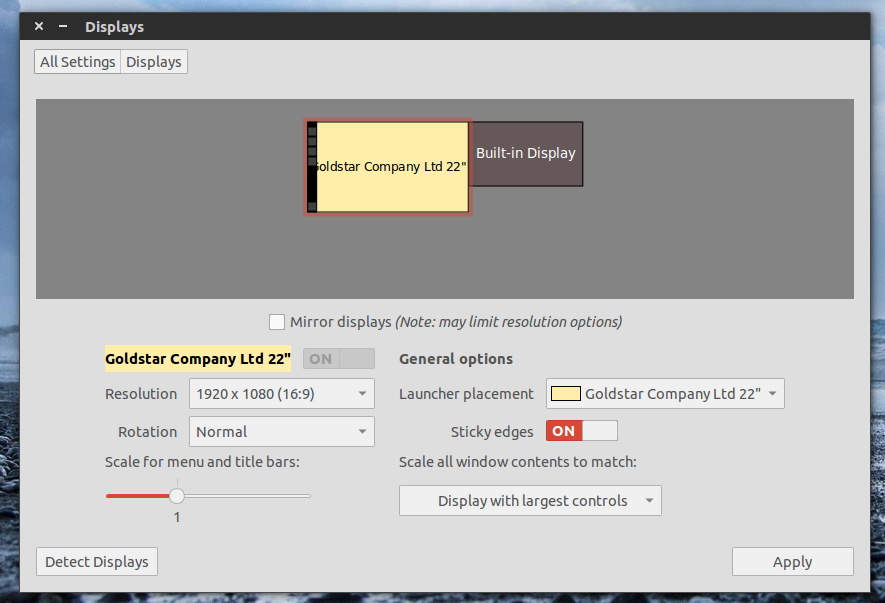 Displays
All Settings Displays
Goldstar Company Ltd 22"
Built-in Display
Mirror displays (Note: may limit resolution options)
Goldstar Company Ltd 22" ON
General options
Resolution 1920 x 1080 (16:9)
Launcher placement Goldstar Company Ltd 22"
Rotation Normal
Sticky edges ON
Scale for menu and title bars:
Scale all window contents to match:
1
Display with largest controls
Detect Displays
Apply